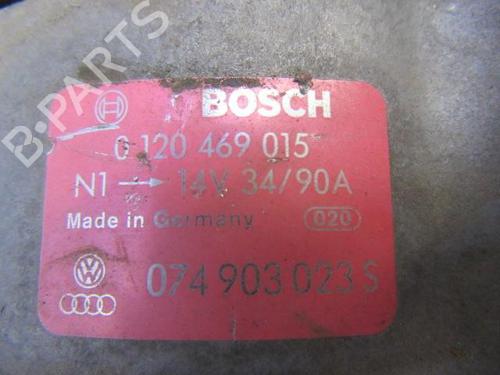 B-PARTS
BOSCH
0 120 469 015
N1 → 14V 34/90A
Made in Germany 020
074 903 023 S